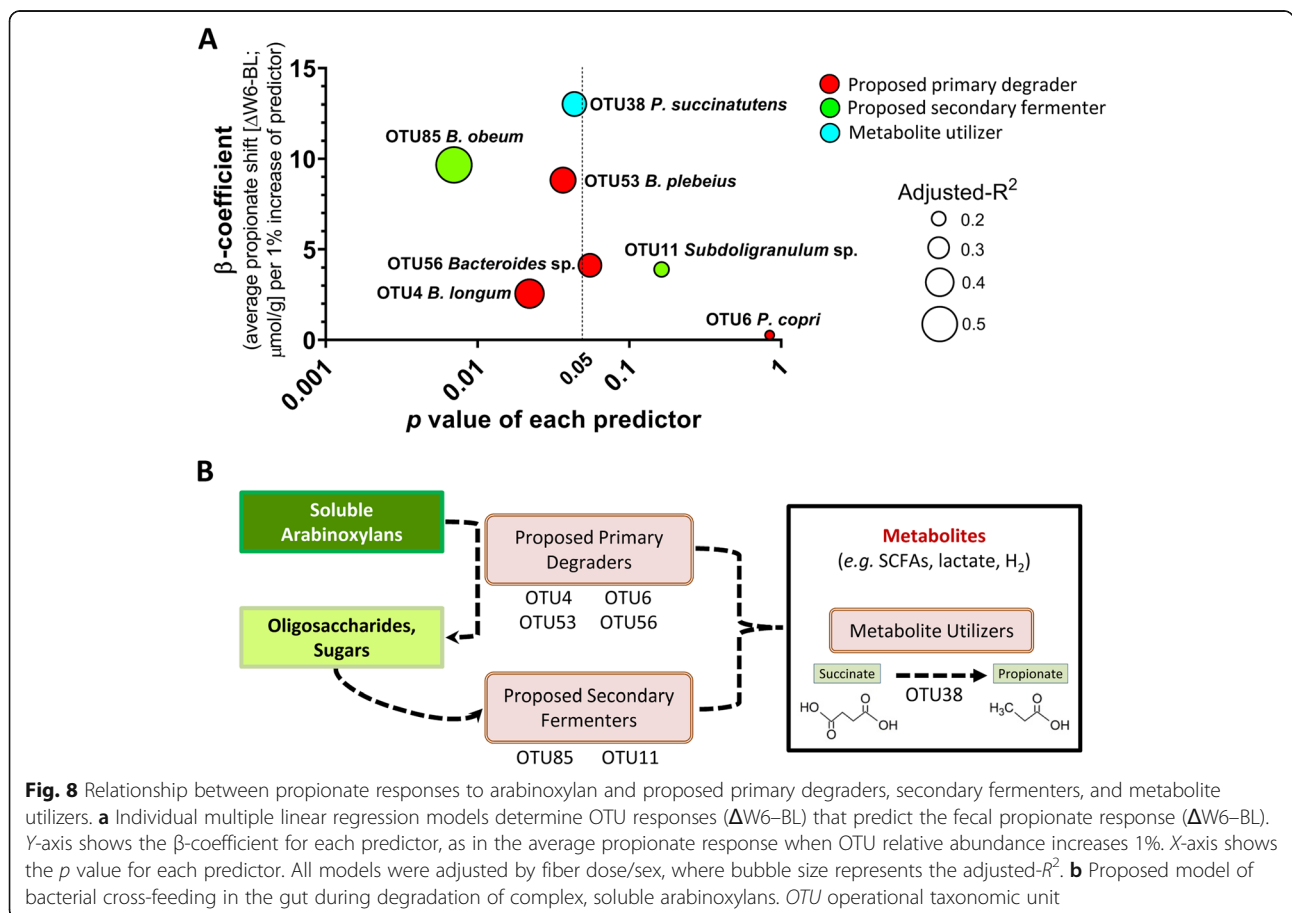 A
β-coefficient
(average propionate shift [ΔW6-BL;
μmol/g] per 1% increase of predictor)
15
10
5
0
OTU38 P. succinatutens
OTU85 B. obeum
OTU53 B. plebeius
OTU11 Subdoligranulum sp.
OTU56 Bacteroides sp.
OTU4 B. longum
OTU6 P. copri
0.001
0.01
0.05
0.1
1
p value of each predictor
Proposed primary degrader
Proposed secondary fermenter
Metabolite utilizer
Adjusted-R²
0.2
0.3
0.4
0.5
B
Soluble
Arabinoxylans
Oligosaccharides,
Sugars
Proposed Primary
Degraders
OTU4 OTU6
OTU53 OTU56
Proposed Secondary
Fermenters
OTU85 OTU11
Metabolites
(e.g. SCFAs, lactate, H₂)
Metabolite Utilizers
Succinate
Propionate
OTU38
HO
O
OH
O
H₃C
O
OH
Fig. 8 Relationship between propionate responses to arabinoxylan and proposed primary degraders, secondary fermenters, and metabolite
utilizers. a Individual multiple linear regression models determine OTU responses (ΔW6–BL) that predict the fecal propionate response (ΔW6–BL).
Y-axis shows the β-coefficient for each predictor, as in the average propionate response when OTU relative abundance increases 1%. X-axis shows
the p value for each predictor. All models were adjusted by fiber dose/sex, where bubble size represents the adjusted-R². b Proposed model of
bacterial cross-feeding in the gut during degradation of complex, soluble arabinoxylans. OTU operational taxonomic unit